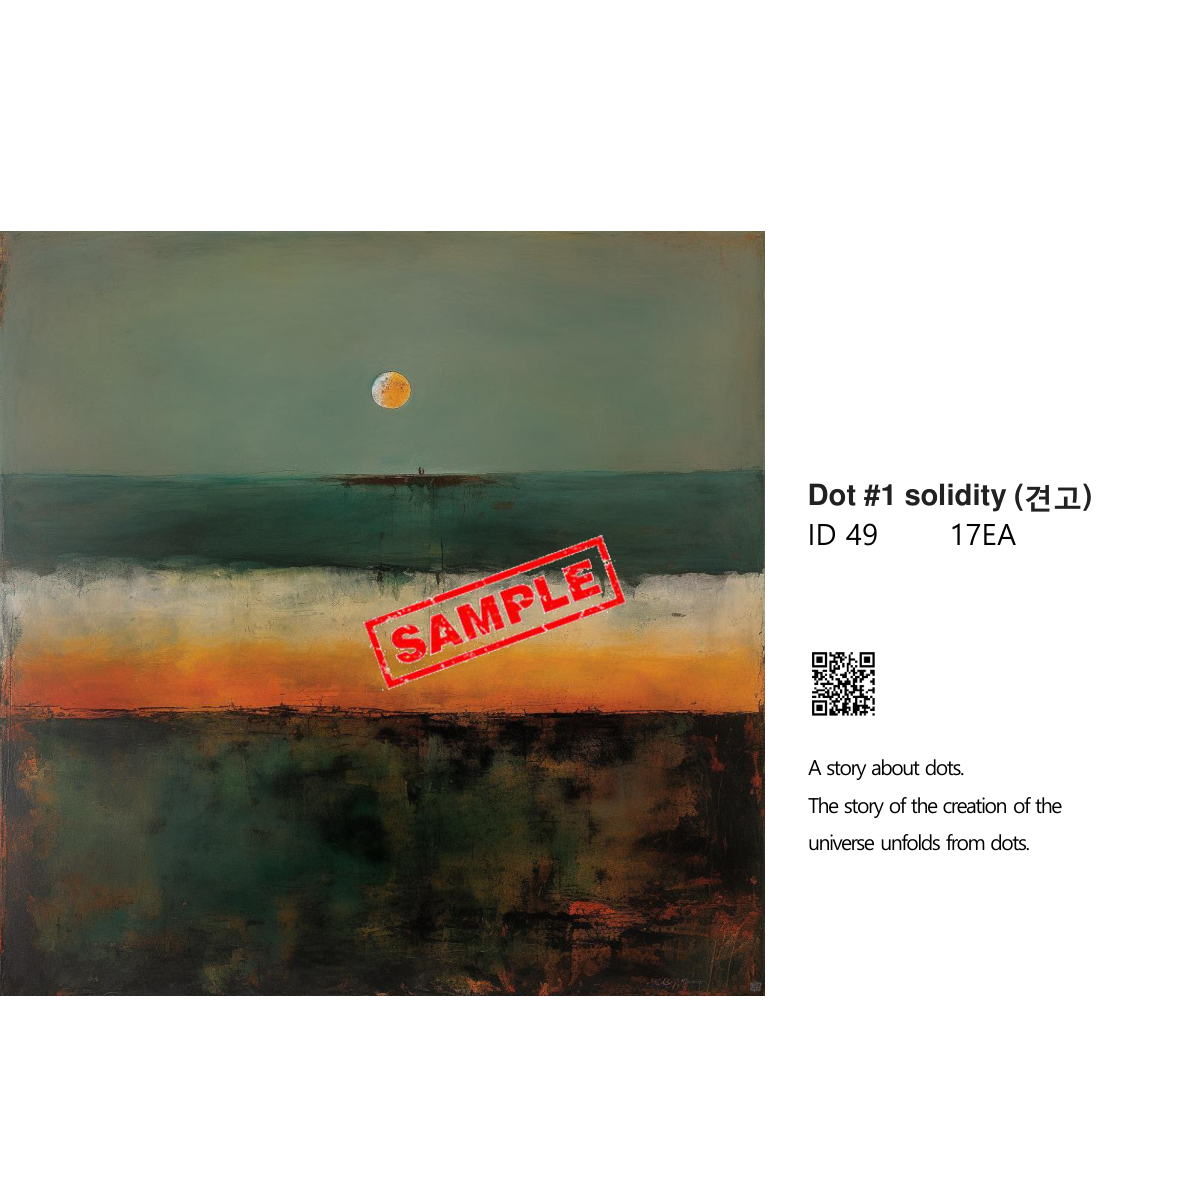 SAMPLE
Dot #1 solidity (견고)
ID 49 17EA
A story about dots.
The story of the creation of the
universe unfolds from dots.